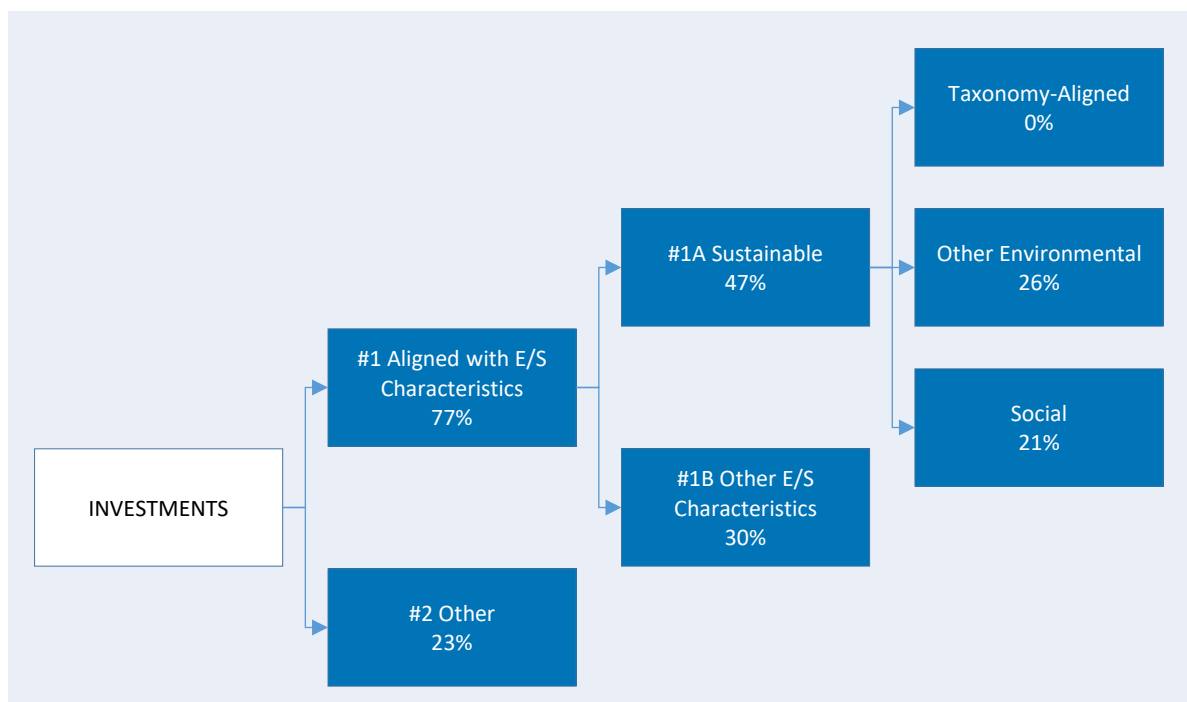 INVESTMENTS
#1 Aligned with E/S
Characteristics
77%
#2 Other
23%
#1A Sustainable
47%
#1B Other E/S
Characteristics
30%
Taxonomy-Aligned
0%
Other Environmental
26%
Social
21%